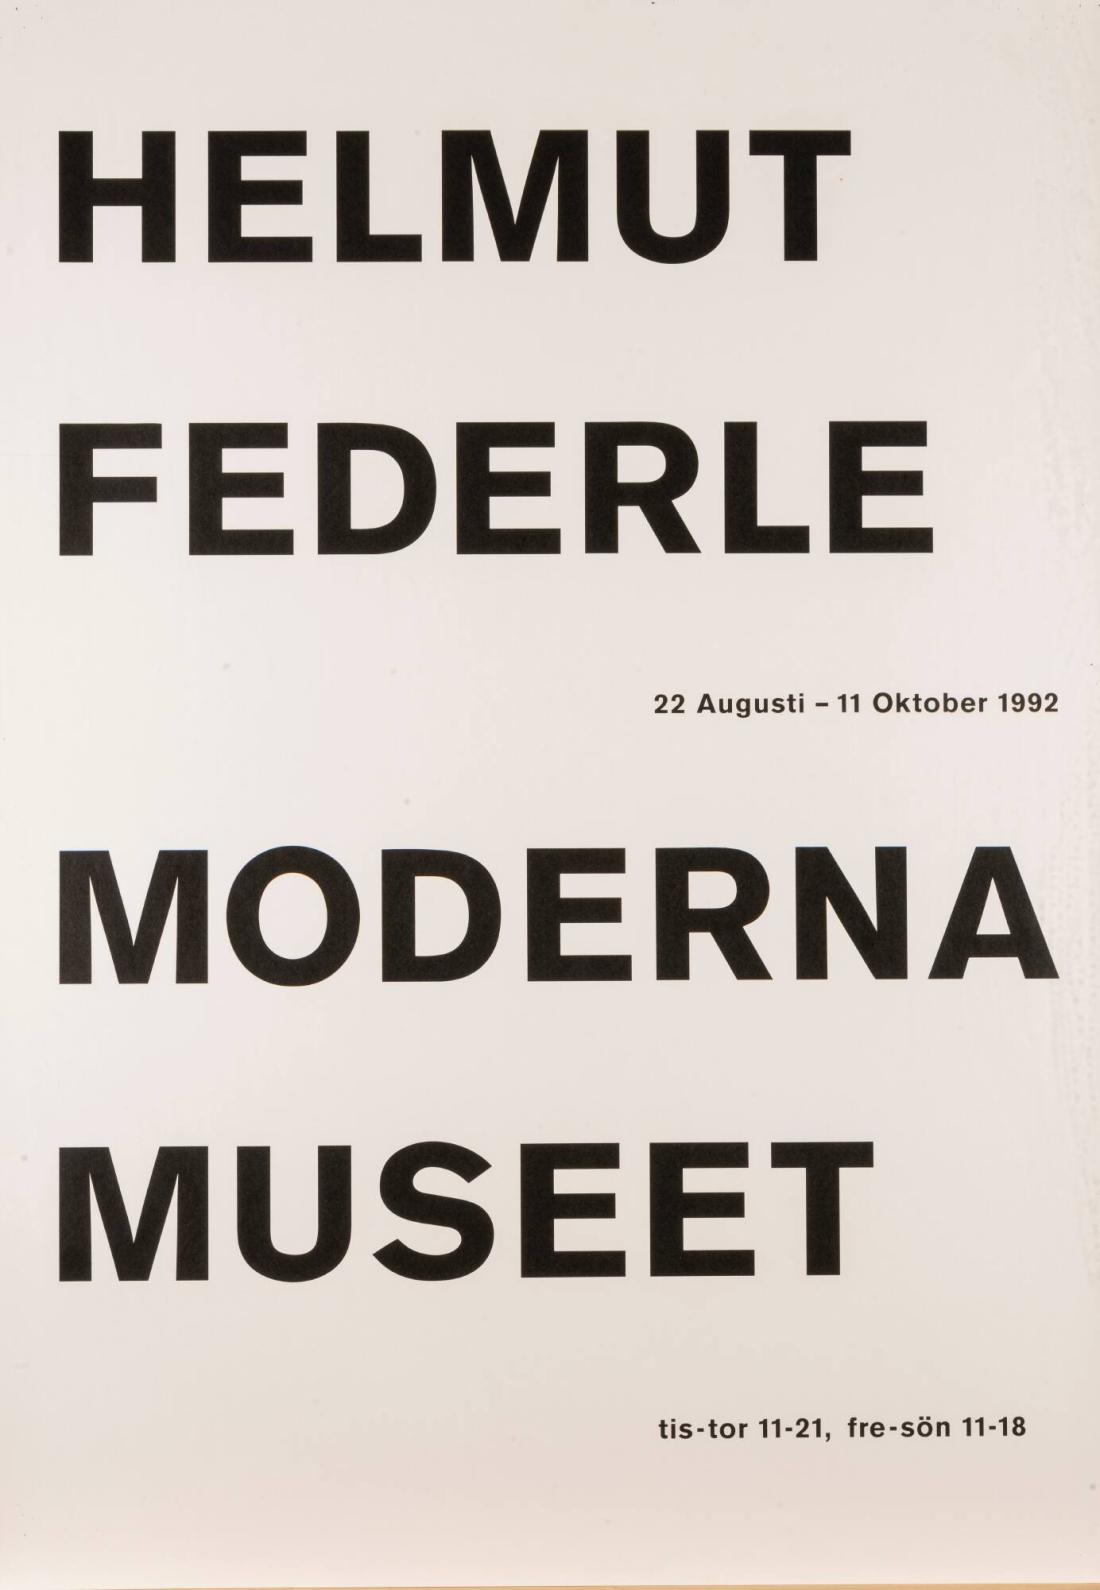 HELMUT
FEDERLE
22 Augusti – 11 Oktober 1992
MODERNA
MUSEET
tis-tor 11-21, fre-sön 11-18